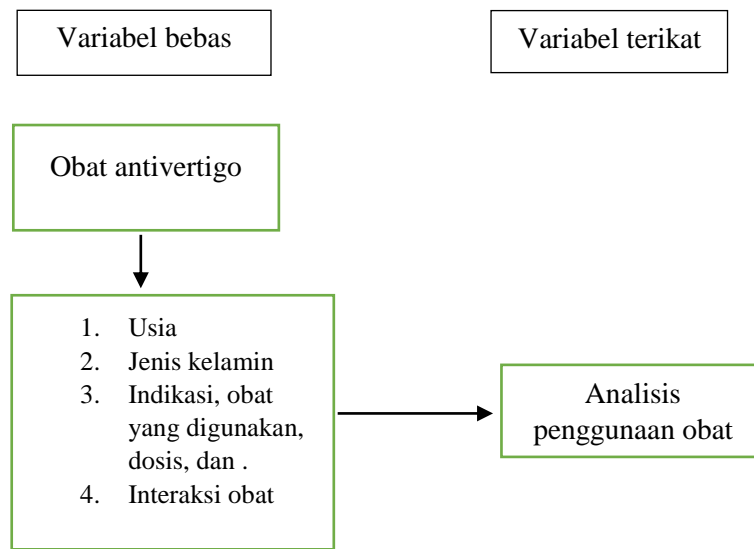 Variabel bebas
Variabel terikat
Obat antivertigo
1. Usia
2. Jenis kelamin
3. Indikasi, obat
yang digunakan,
dosis, dan .
4. Interaksi obat
Analisis
penggunaan obat